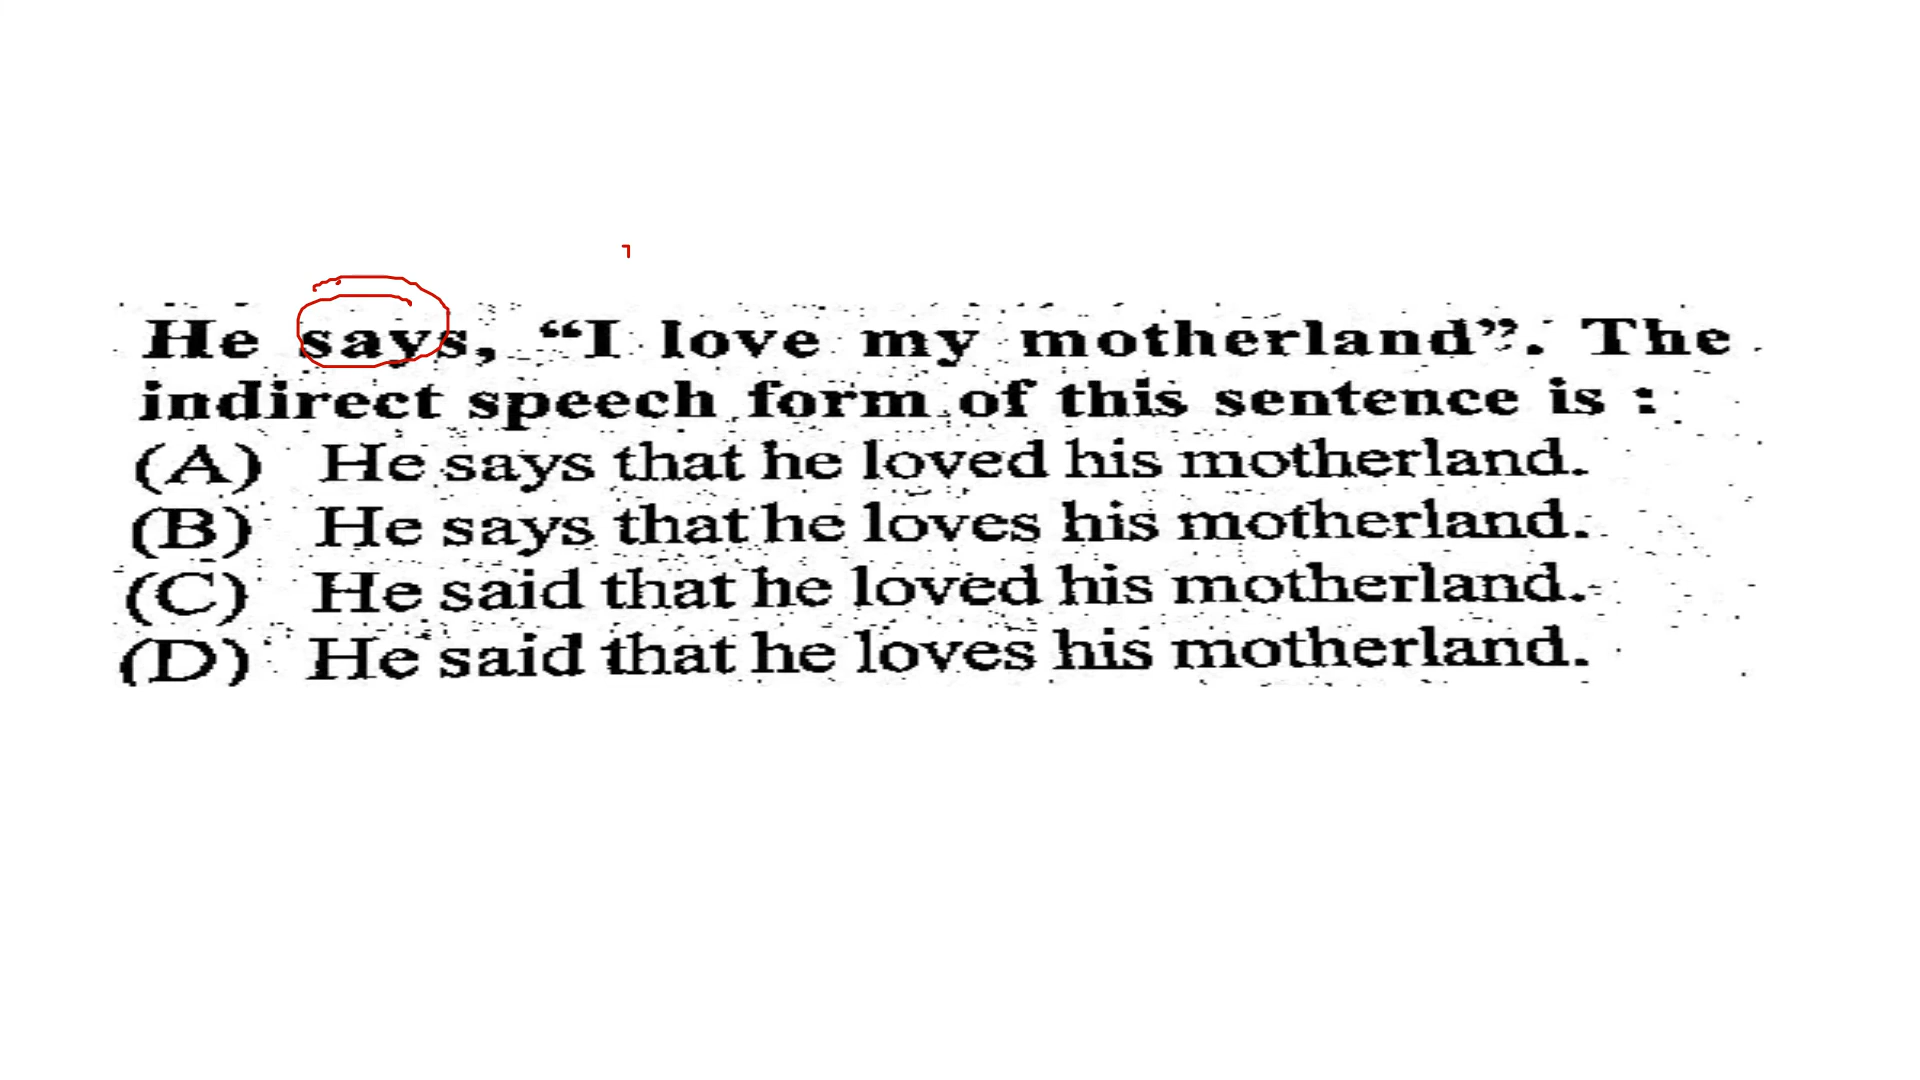 He says, “I love my motherland”. The
indirect speech form of this sentence is :
(A) He says that he loved his motherland.
(B) He says that he loves his motherland.
(C) He said that he loved his motherland.
(D) He said that he loves his motherland.